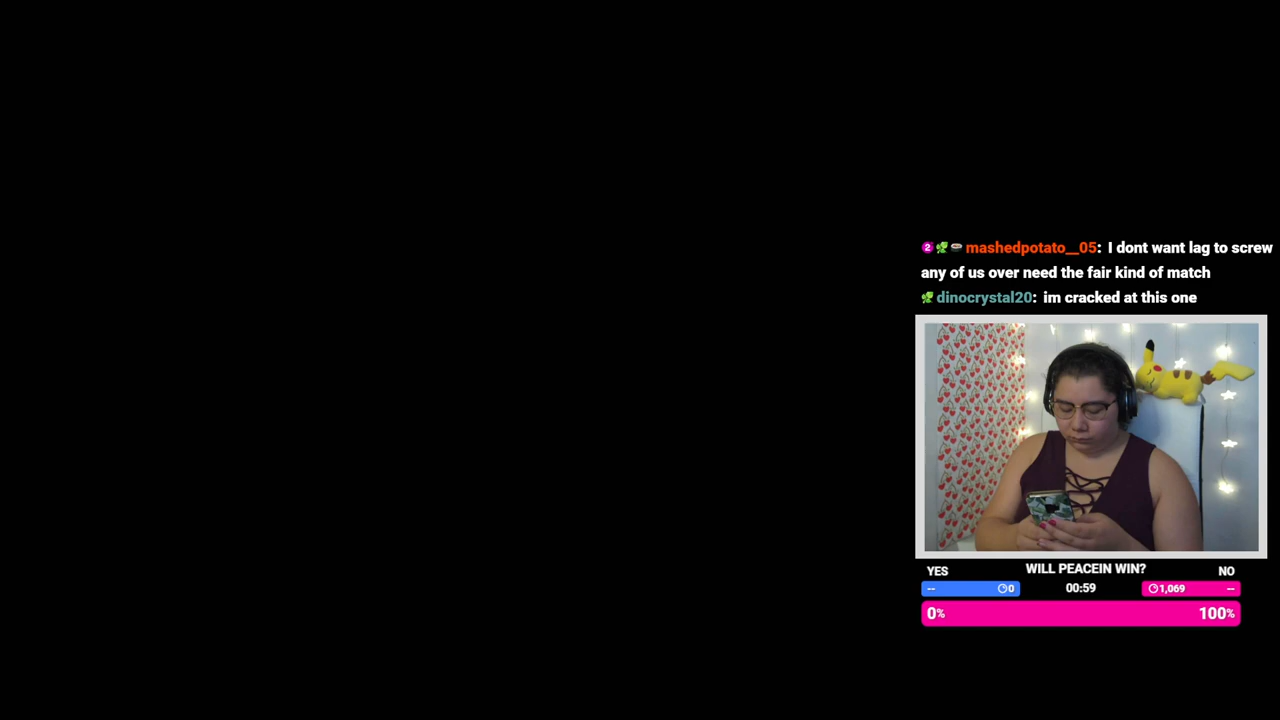 2 mashedpotato__05: I dont want lag to screw
any of us over need the fair kind of match
dinocrystal20: im cracked at this one
YES WILL PEACEIN WIN? NO
-- 0 00:59 1,069 --
0% 100%